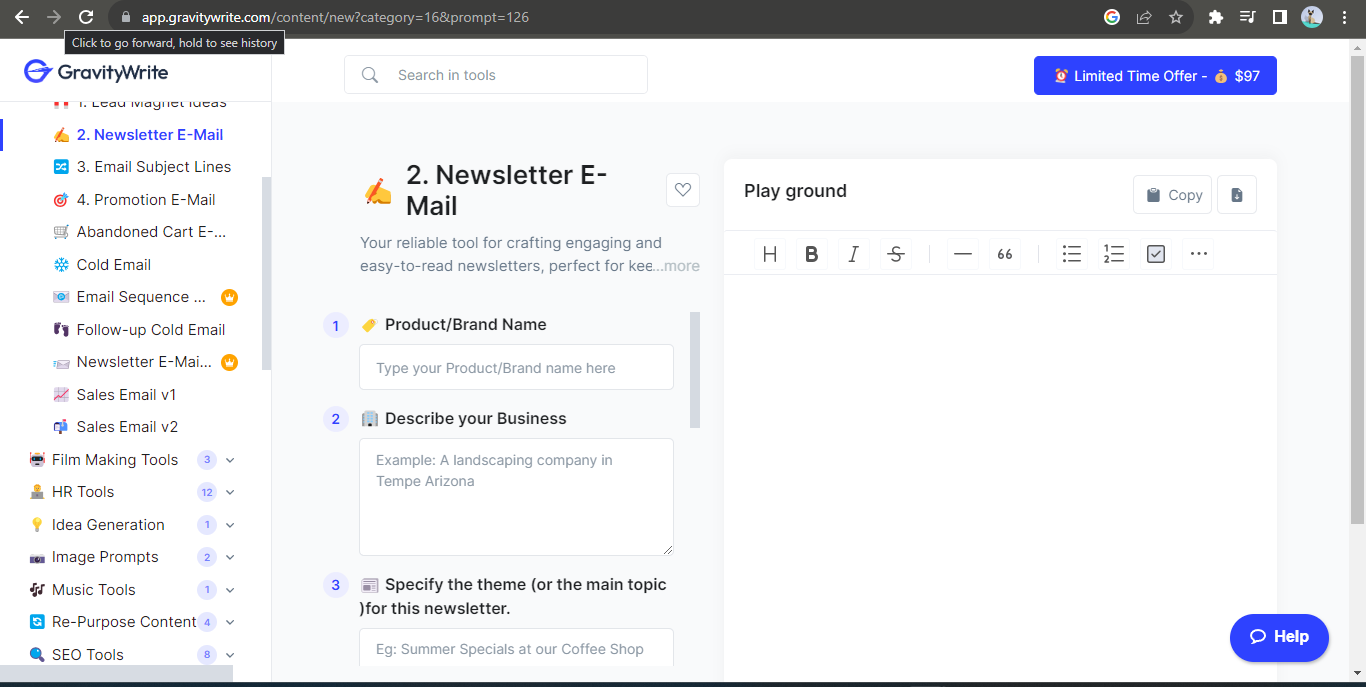 app.gravitywrite.com/content/new?category=16&prompt=126
Click to go forward, hold to see history
GravityWrite
Search in tools
Limited Time Offer - $97
1. Lead Magnet Ideas
2. Newsletter E-Mail
3. Email Subject Lines
4. Promotion E-Mail
Abandoned Cart E-...
Cold Email
Email Sequence ...
Follow-up Cold Email
Newsletter E-Mai...
Sales Email v1
Sales Email v2
Film Making Tools 3
HR Tools 12
Idea Generation 1
Image Prompts 2
Music Tools 1
Re-Purpose Content 4
SEO Tools 8
2. Newsletter E-
Mail
Your reliable tool for crafting engaging and
easy-to-read newsletters, perfect for kee...more
1 Product/Brand Name
Type your Product/Brand name here
2 Describe your Business
Example: A landscaping company in
Tempe Arizona
3 Specify the theme (or the main topic
)for this newsletter.
Eg: Summer Specials at our Coffee Shop
Play ground
Copy
H B I S 66
Help